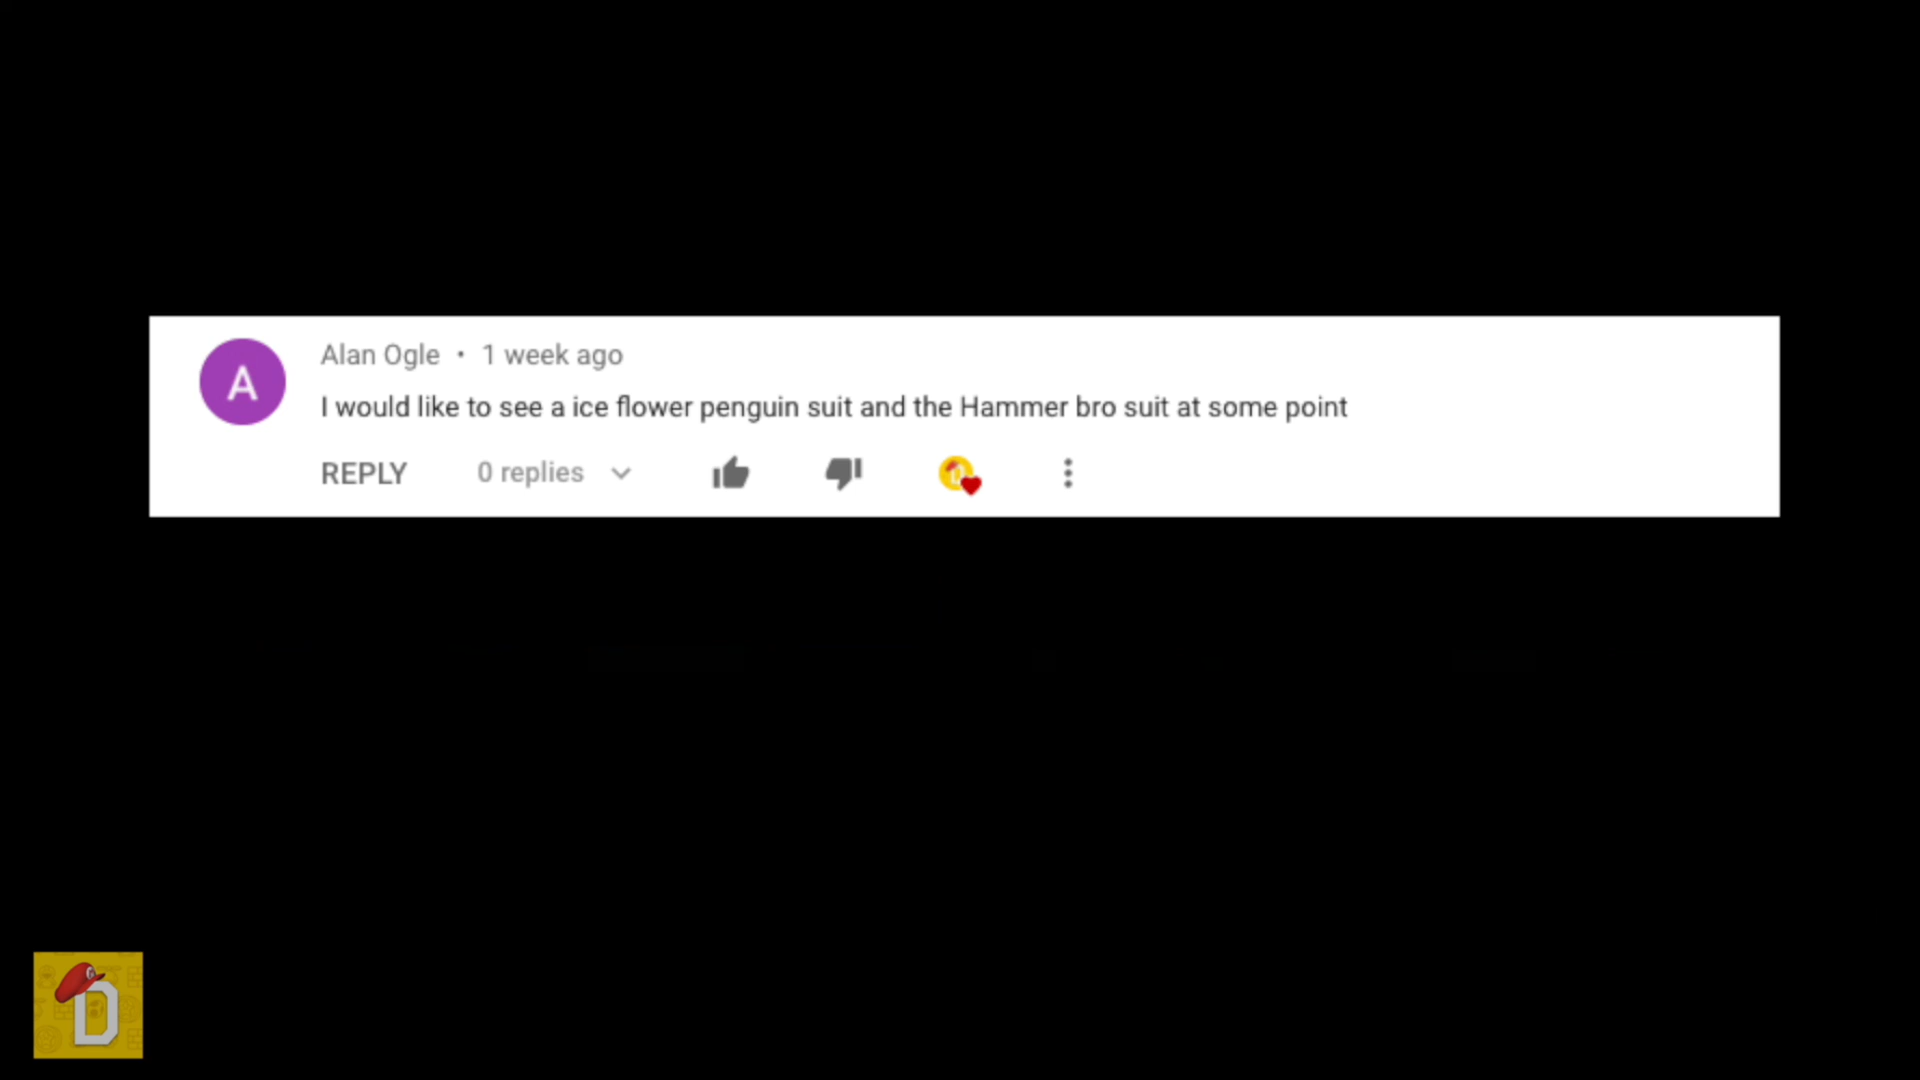 A
Alan Ogle • 1 week ago
I would like to see a ice flower penguin suit and the Hammer bro suit at some point
REPLY 0 replies
D